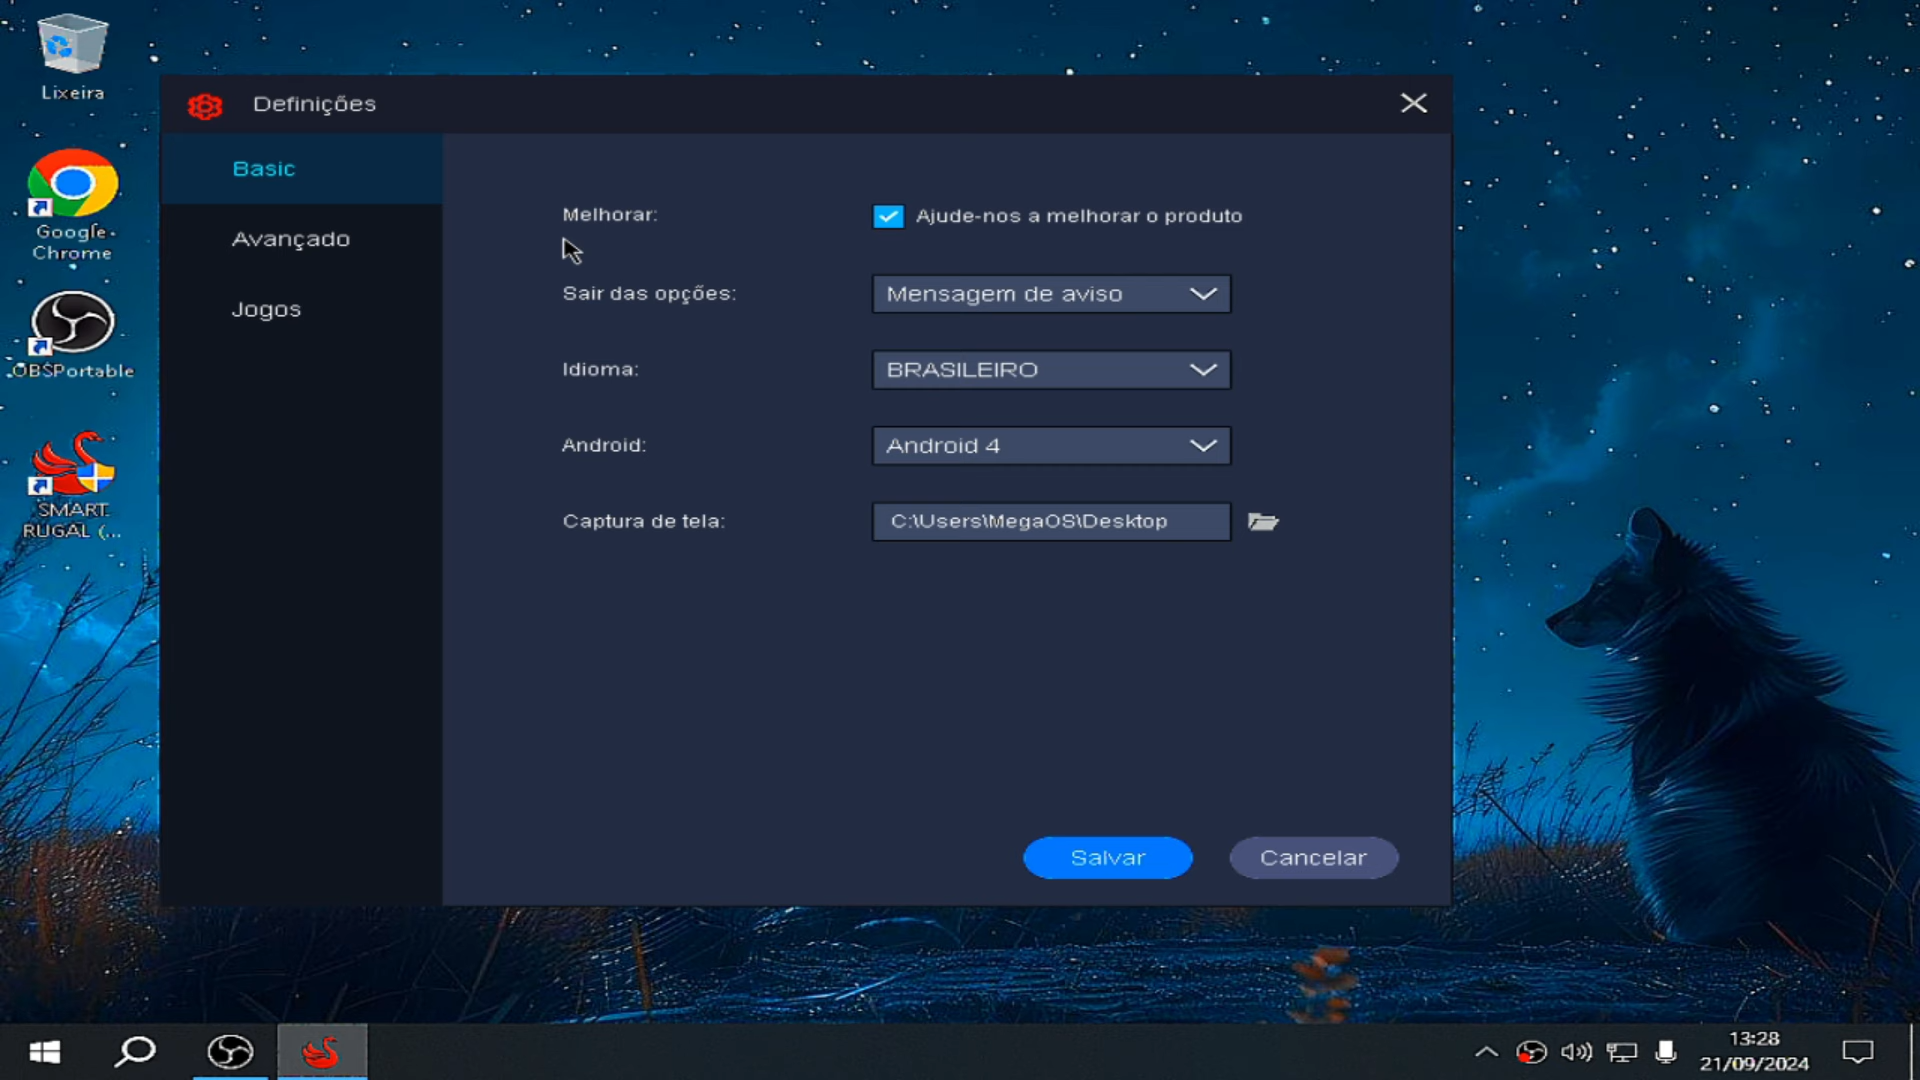 Lixeira
Google
Chrome
OBSPortable
SMART
RUGAL (...
Definições
Basic
Avançado
Jogos
Melhorar:
Ajude-nos a melhorar o produto
Sair das opções:
Mensagem de aviso
Idioma:
BRASILEIRO
Android:
Android 4
Captura de tela:
C:\Users\MegaOS\Desktop
Salvar
Cancelar
13:28
21/09/2024